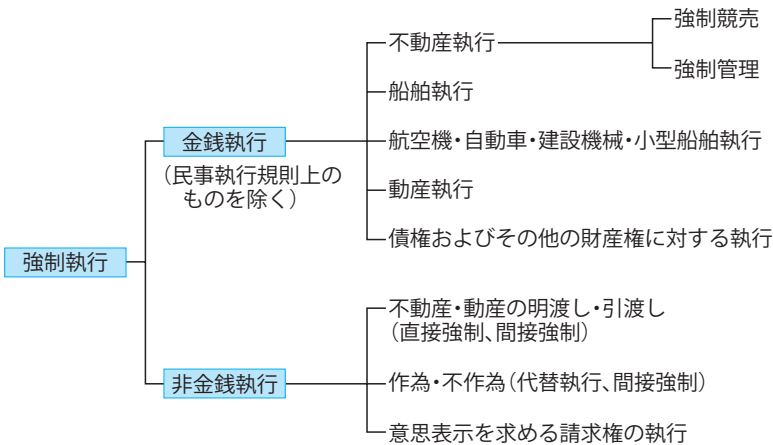 強制執行
金銭執行
（民事執行規則上の
ものを除く）
不動産執行
強制競売
強制管理
船舶執行
航空機・自動車・建設機械・小型船舶執行
動産執行
債権およびその他の財産権に対する執行
非金銭執行
不動産・動産の明渡し・引渡し
（直接強制、間接強制）
作為・不作為（代替執行、間接強制）
意思表示を求める請求権の執行